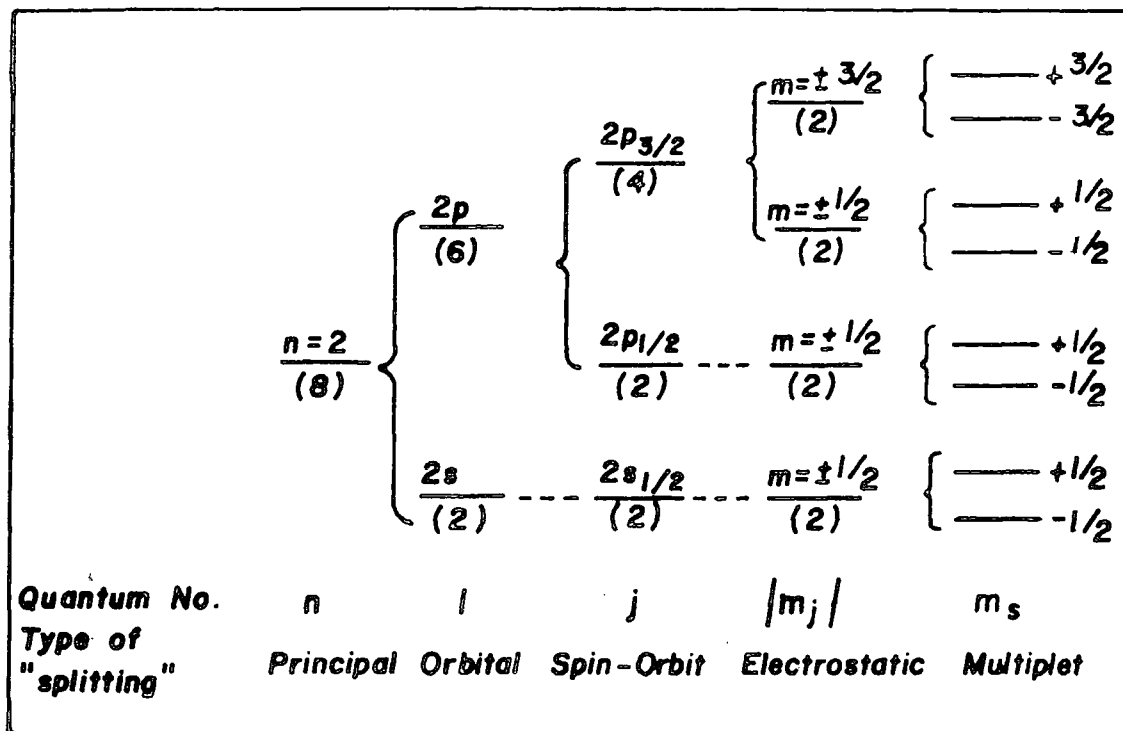 m=± 3/2
(2)
+ 3/2
- 3/2
2p3/2
(4)
m=±1/2
(2)
+ 1/2
- 1/2
2p
(6)
n=2
(8)
2p1/2
(2)
m=±1/2
(2)
+1/2
-1/2
2s
(2)
2s1/2
(2)
m=±1/2
(2)
+1/2
-1/2
Quantum No. n l j |mj| ms
Type of
"splitting" Principal Orbital Spin-Orbit Electrostatic Multiplet